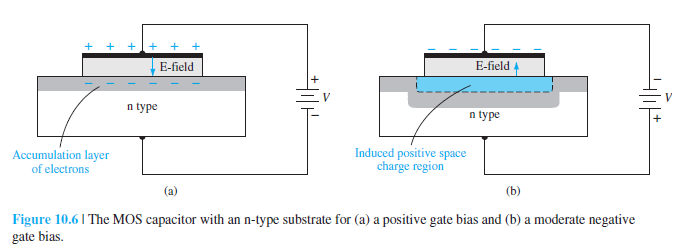 + + + + + +
E-field
– – – – – –
n type
+
V
–
Accumulation layer
of electrons
(a)
– – – – – –
E-field
n type
–
V
+
Induced positive space
charge region
(b)
Figure 10.6 | The MOS capacitor with an n-type substrate for (a) a positive gate bias and (b) a moderate negative
gate bias.